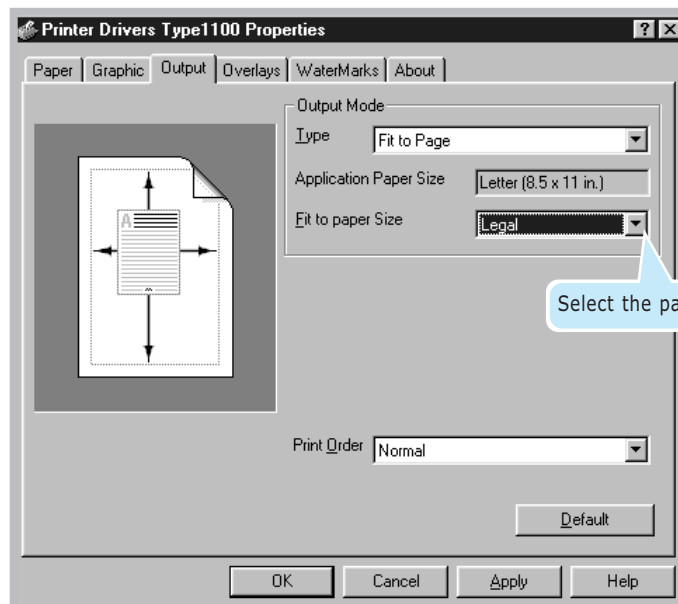 Printer Drivers Type1100 Properties
Paper Graphic Output Overlays WaterMarks About
Output Mode
Type Fit to Page
Application Paper Size Letter (8.5 x 11 in.)
Fit to paper Size Legal
Select the
A
Print Order Normal
Default
OK Cancel Apply Help